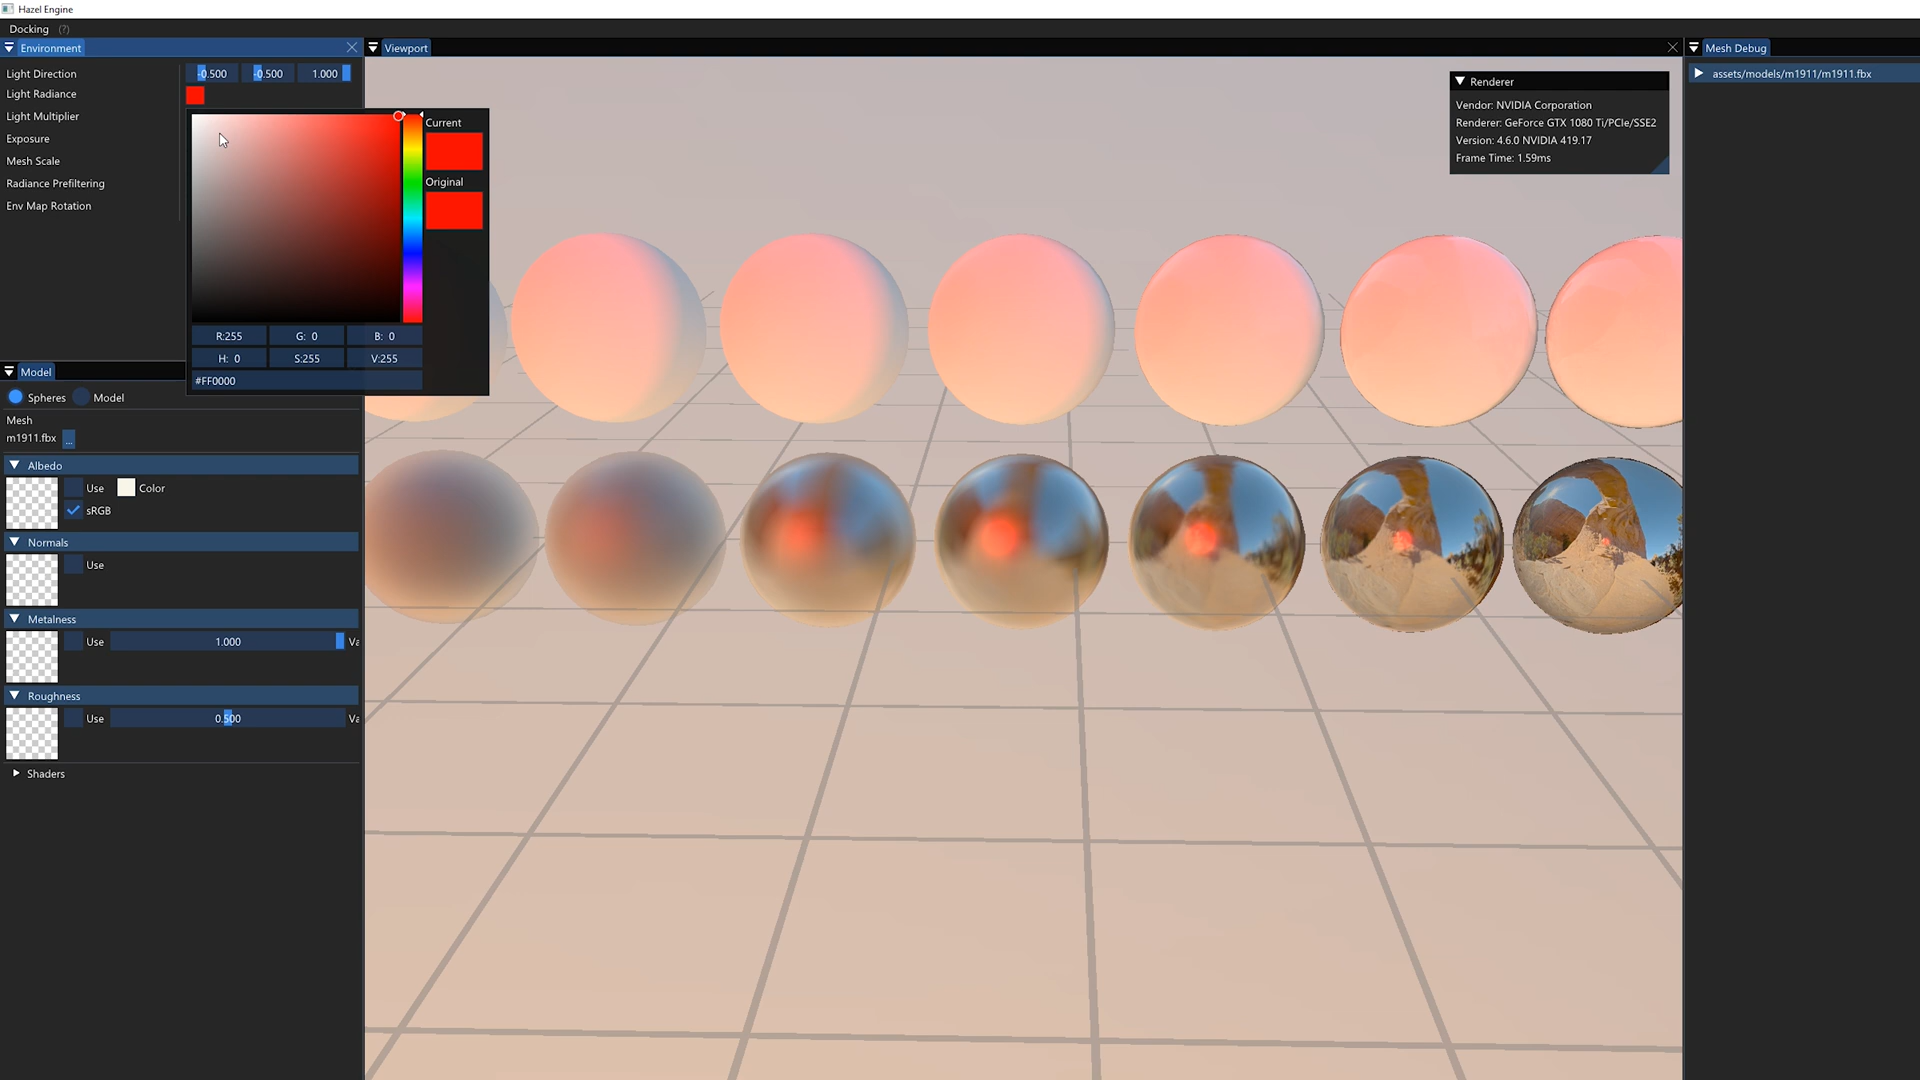 Hazel Engine
Docking (?)
Environment
Light Direction -0.500 -0.500 1.000
Light Radiance
Light Multiplier
Exposure
Mesh Scale
Radiance Prefiltering
Env Map Rotation
Current
Original
R:255 G: 0 B: 0
H: 0 S:255 V:255
#FF0000
Model
Spheres Model
Mesh
m1911.fbx ...
Albedo
Use Color
sRGB
Normals
Use
Metalness
Use 1.000 Va
Roughness
Use 0.500 Va
Shaders
Viewport
Renderer
Vendor: NVIDIA Corporation
Renderer: GeForce GTX 1080 Ti/PCIe/SSE2
Version: 4.6.0 NVIDIA 419.17
Frame Time: 1.59ms
Mesh Debug
assets/models/m1911/m1911.fbx